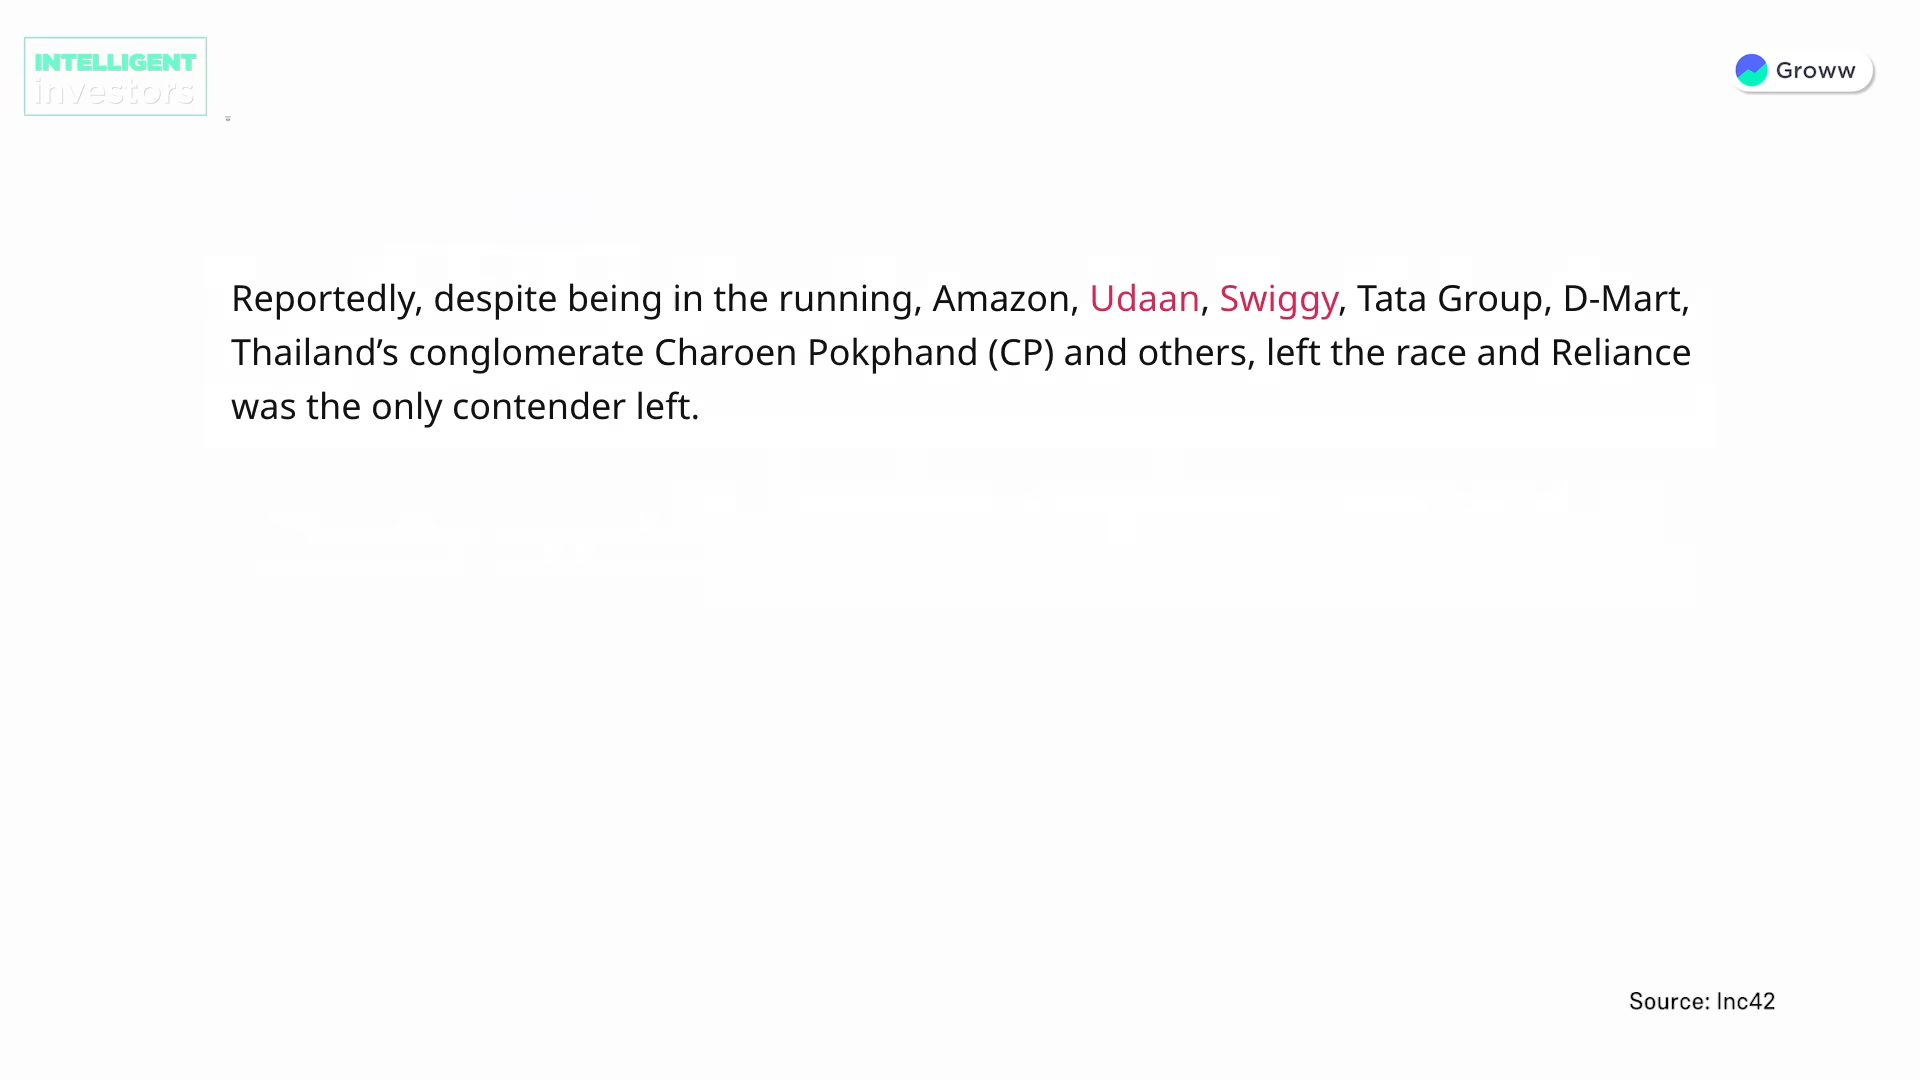 INTELLIGENT
investors
Groww
Reportedly, despite being in the running, Amazon, Udaan, Swiggy, Tata Group, D-Mart,
Thailand’s conglomerate Charoen Pokphand (CP) and others, left the race and Reliance
was the only contender left.
Source: Inc42